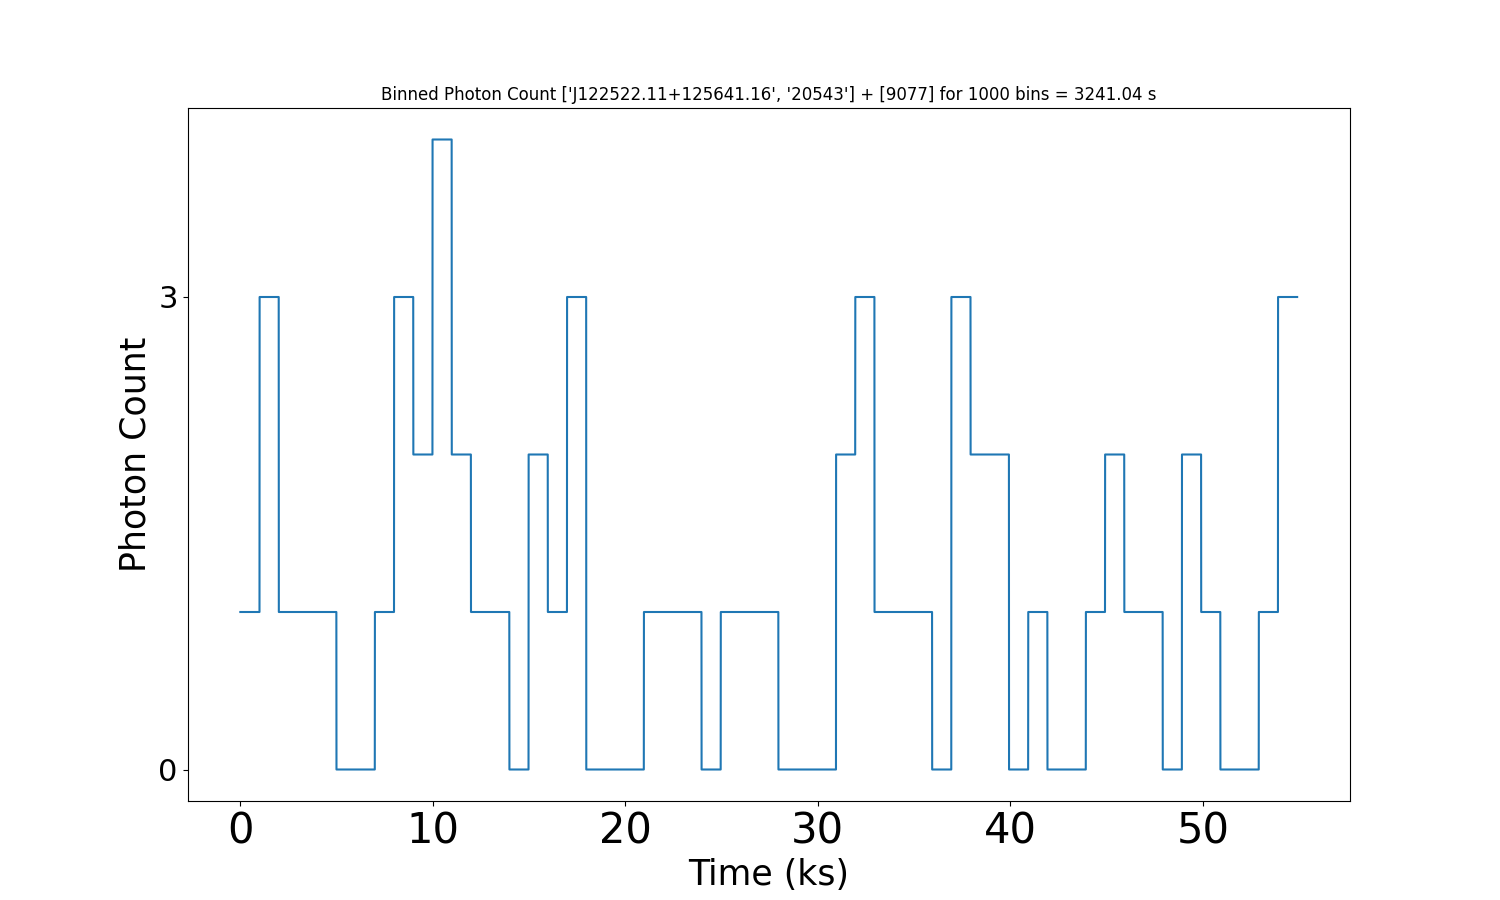 Binned Photon Count ['J122522.11+125641.16', '20543'] + [9077] for 1000 bins = 3241.04 s
Photon Count
3
0
0 10 20 30 40 50
Time (ks)